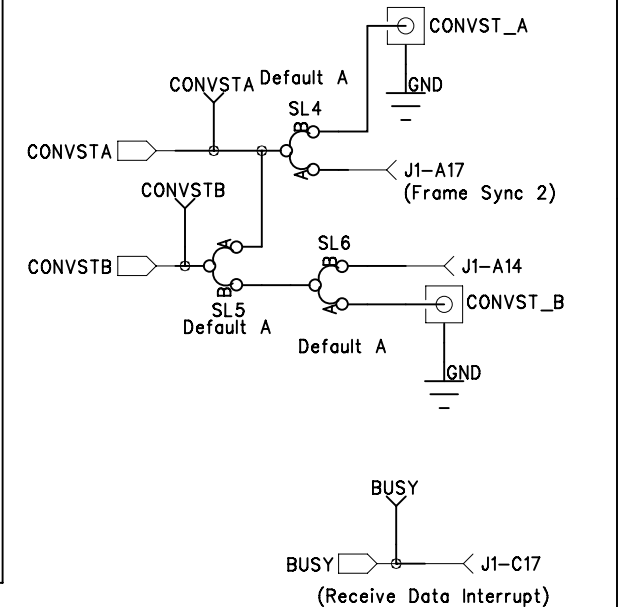 CONVST_A
CONVSTA Default A
GND
SL4
B
CONVSTA
A
J1-A17
(Frame Sync 2)
CONVSTB
A
SL6
B
CONVSTB
J1-A14
B
SL5
Default A
A
CONVST_B
Default A
GND
BUSY
BUSY
J1-C17
(Receive Data Interrupt)